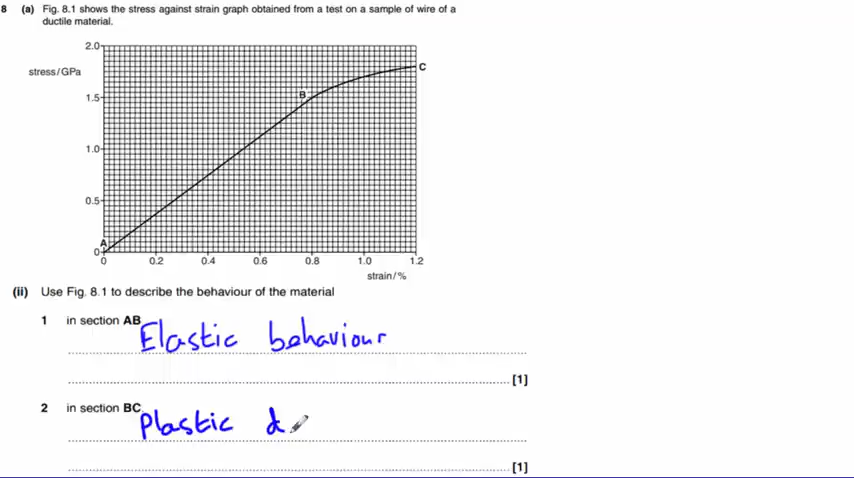 8 (a) Fig. 8.1 shows the stress against strain graph obtained from a test on a sample of wire of a
ductile material.
2.0
stress/GPa
C
1.5
B
1.0
0.5
A
0
0 0.2 0.4 0.6 0.8 1.0 1.2
strain/%
(ii) Use Fig. 8.1 to describe the behaviour of the material
1 in section AB
Elastic behaviour
[1]
2 in section BC
Plastic d
[1]